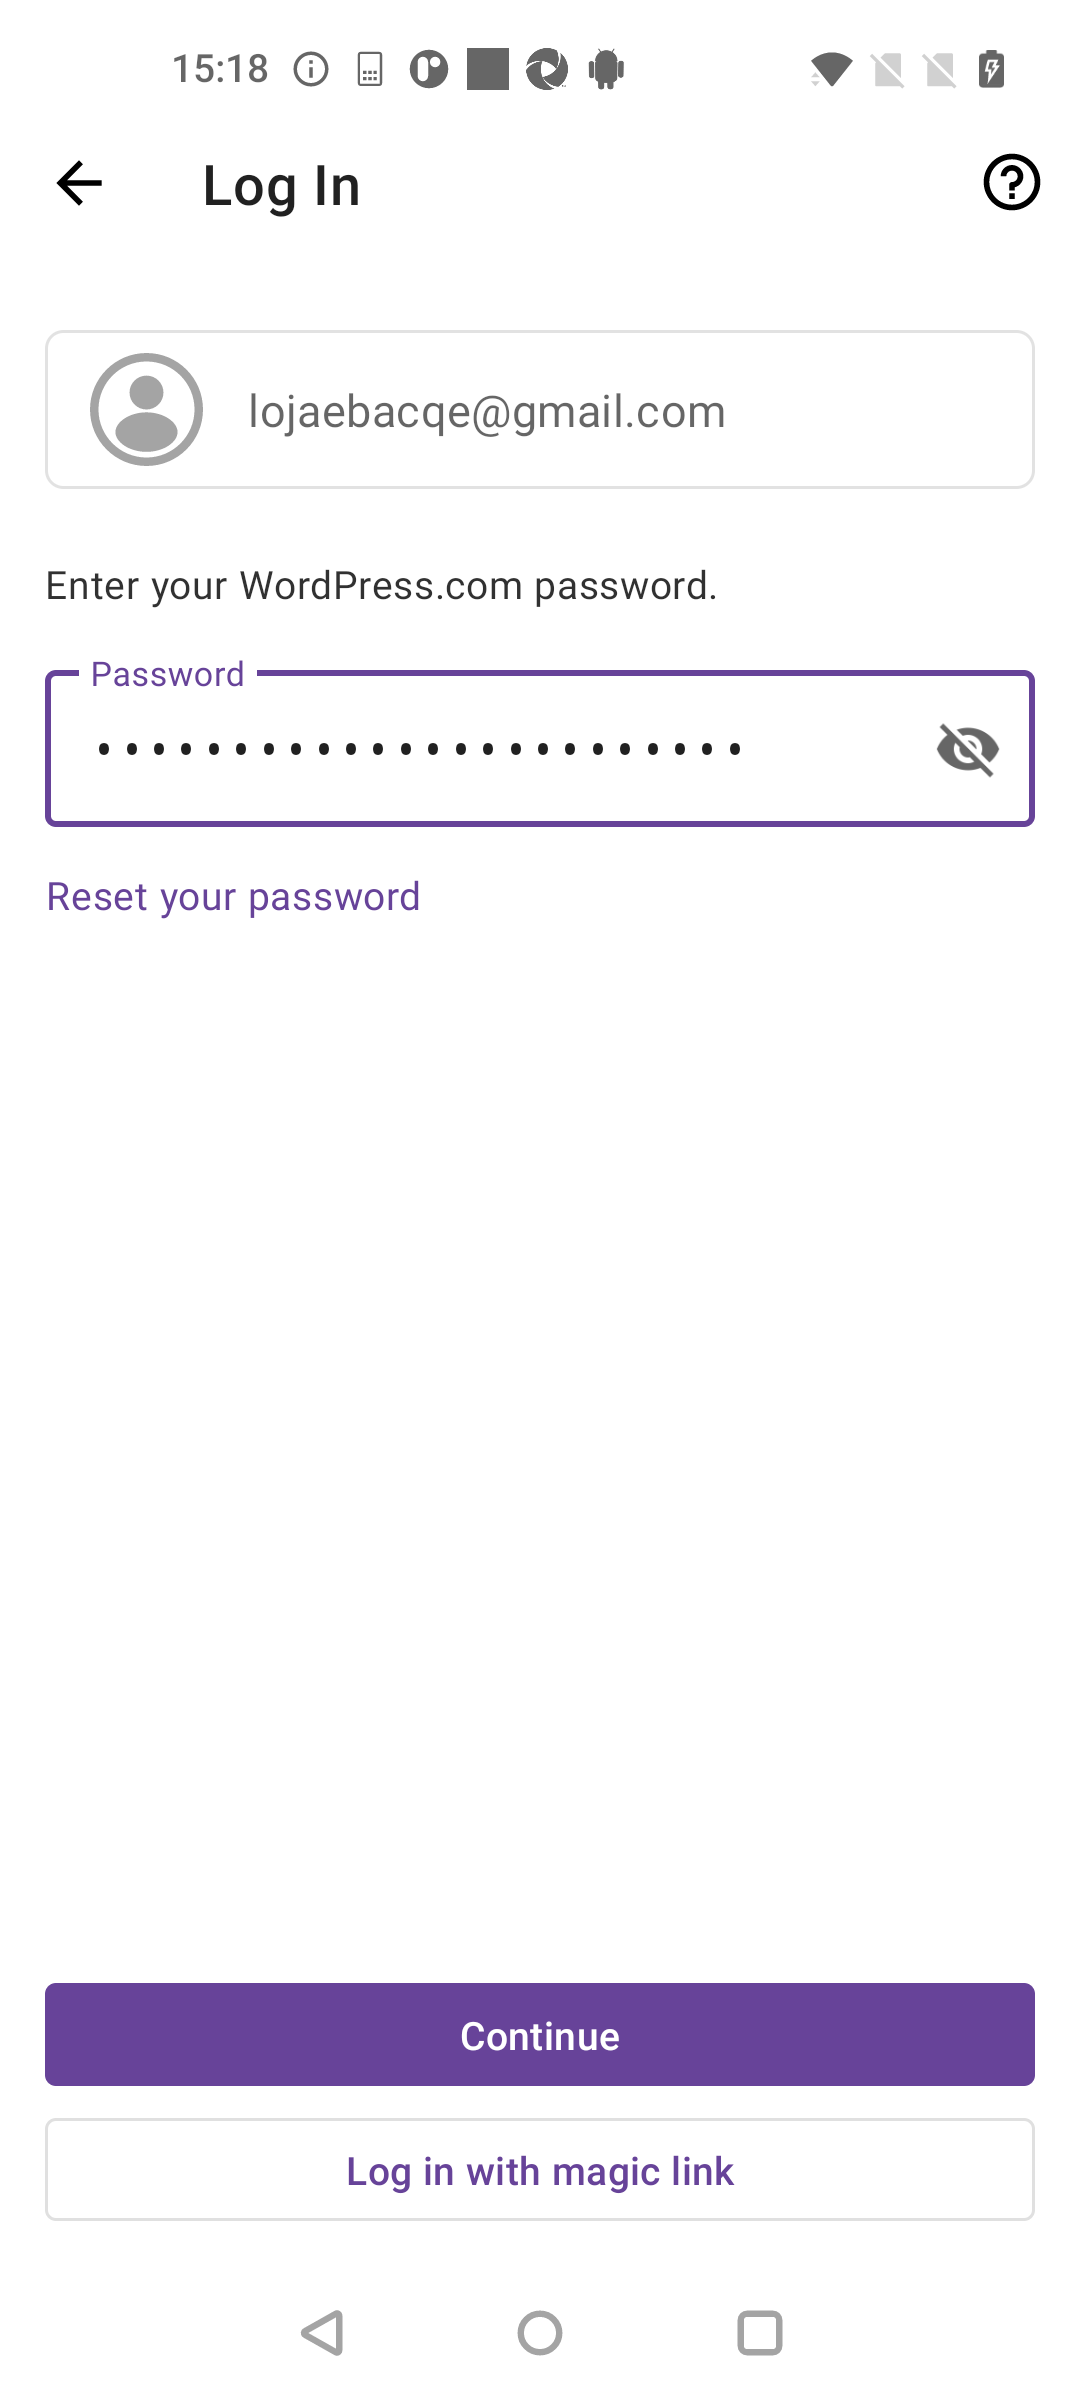 15:18
Log In
lojaebacqe@gmail.com
Enter your WordPress.com password.
Password
••••••••••••••••••••••••
Reset your password
Continue
Log in with magic link